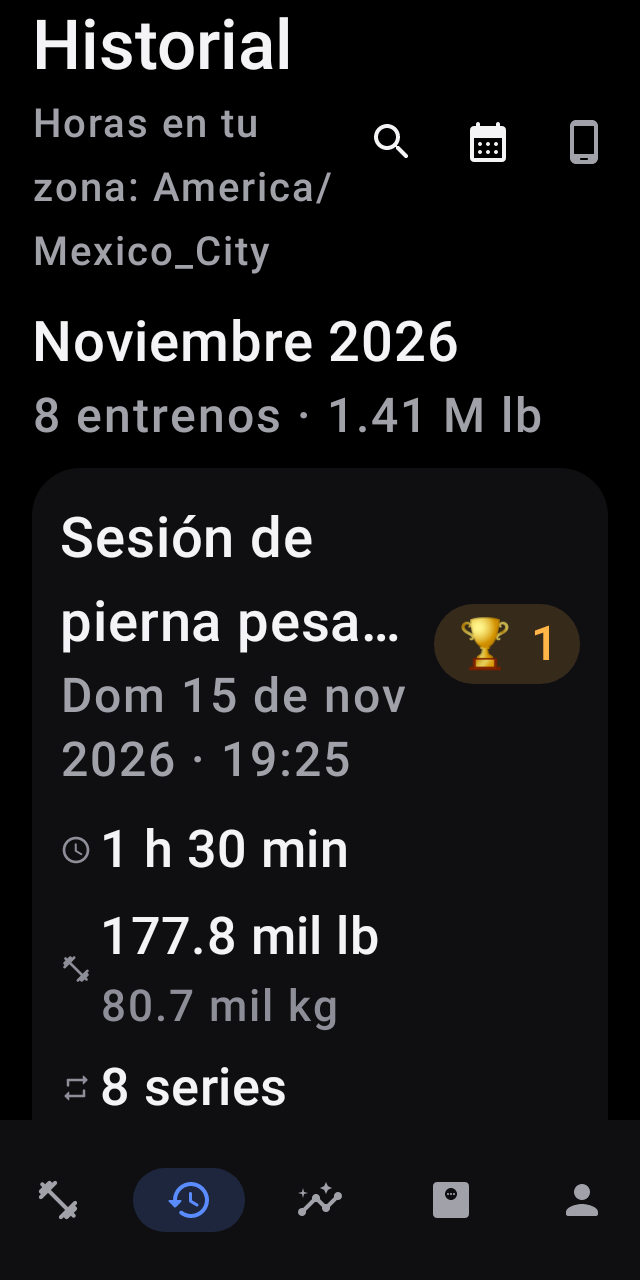 Historial
Horas en tu
zona: America/
Mexico_City
Noviembre 2026
8 entrenos · 1.41 M lb
Sesión de
pierna pesa…
🏆 1
Dom 15 de nov
2026 · 19:25
1 h 30 min
177.8 mil lb
80.7 mil kg
8 series